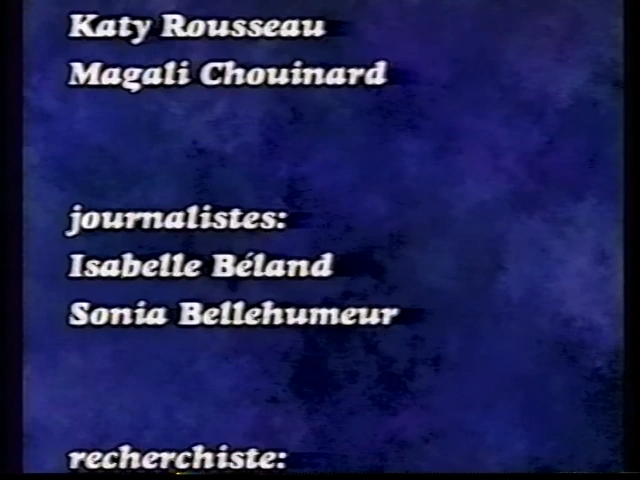 Katy Rousseau
Magali Chouinard
journalistes:
Isabelle Béland
Sonia Bellehumeur
recherchiste: